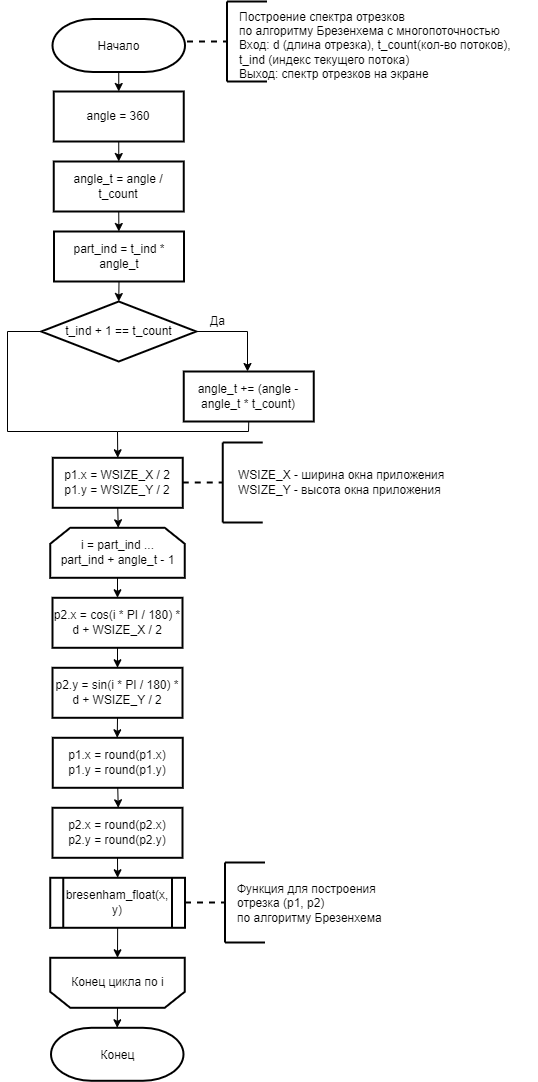 Начало
Построение спектра отрезков
по алгоритму Брезенхема с многопоточностью
Вход: d (длина отрезка), t_count(кол-во потоков),
t_ind (индекс текущего потока)
Выход: спектр отрезков на экране
angle = 360
angle_t = angle /
t_count
part_ind = t_ind *
angle_t
t_ind + 1 == t_count
Да
angle_t += (angle -
angle_t * t_count)
p1.x = WSIZE_X / 2
p1.y = WSIZE_Y / 2
WSIZE_X - ширина окна приложения
WSIZE_Y - высота окна приложения
i = part_ind ...
part_ind + angle_t - 1
p2.x = cos(i * PI / 180) *
d + WSIZE_X / 2
p2.y = sin(i * PI / 180) *
d + WSIZE_Y / 2
p1.x = round(p1.x)
p1.y = round(p1.y)
p2.x = round(p2.x)
p2.y = round(p2.y)
bresenham_float(x,
y)
Функция для построения
отрезка (p1, p2)
по алгоритму Брезенхема
Конец цикла по i
Конец